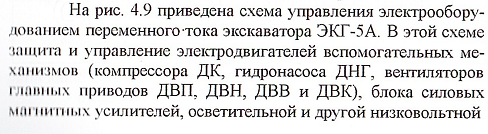 На рис. 4.9 приведена схема управления электрообору-
дованием переменного тока экскаватора ЭКГ-5А. В этой схеме
защита и управление электродвигателей вспомогательных ме-
ханизмов (компрессора ДК, гидронасоса ДНГ, вентиляторов
главных приводов ДВП, ДВН, ДВВ и ДВК), блока силовых
магнитных усилителей, осветительной и другой низковольтной